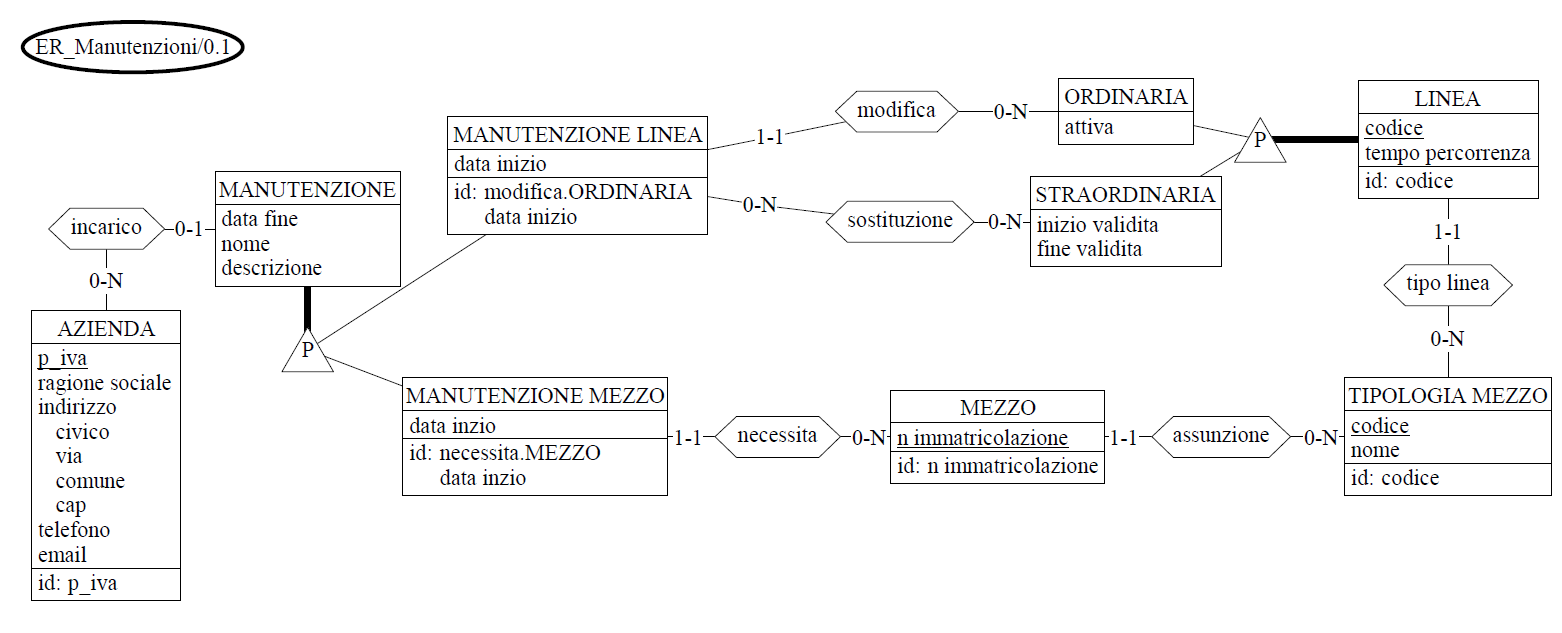 ER_Manutenzioni/0.1
incarico
0-N
0-1
AZIENDA
p_iva
ragione sociale
indirizzo
civico
via
comune
cap
telefono
email
id: p_iva
MANUTENZIONE
data fine
nome
descrizione
P
MANUTENZIONE LINEA
data inizio
id: modifica.ORDINARIA
data inizio
1-1
modifica
0-N
0-N
sostituzione
0-N
ORDINARIA
attiva
STRAORDINARIA
inizio validita
fine validita
P
LINEA
codice
tempo percorrenza
id: codice
1-1
tipo linea
0-N
MANUTENZIONE MEZZO
data inzio
id: necessita.MEZZO
data inzio
1-1
necessita
0-N
MEZZO
n immatricolazione
id: n immatricolazione
1-1
assunzione
0-N
TIPOLOGIA MEZZO
codice
nome
id: codice